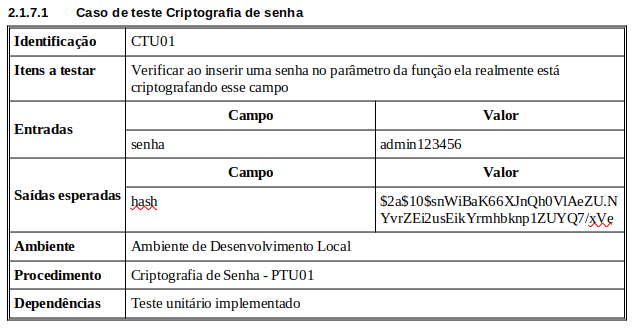 2.1.7.1 Caso de teste Criptografia de senha
Identificação CTU01
Itens a testar Verificar ao inserir uma senha no parâmetro da função ela realmente está
criptografando esse campo
Entradas
Campo Valor
senha admin123456
Saídas esperadas
Campo Valor
hash $2a$10$snWiBaK66XJnQh0VlAeZU.N
YvrZEi2usEikYrmhbknp1ZUYQ7/xVe
Ambiente Ambiente de Desenvolvimento Local
Procedimento Criptografia de Senha - PTU01
Dependências Teste unitário implementado